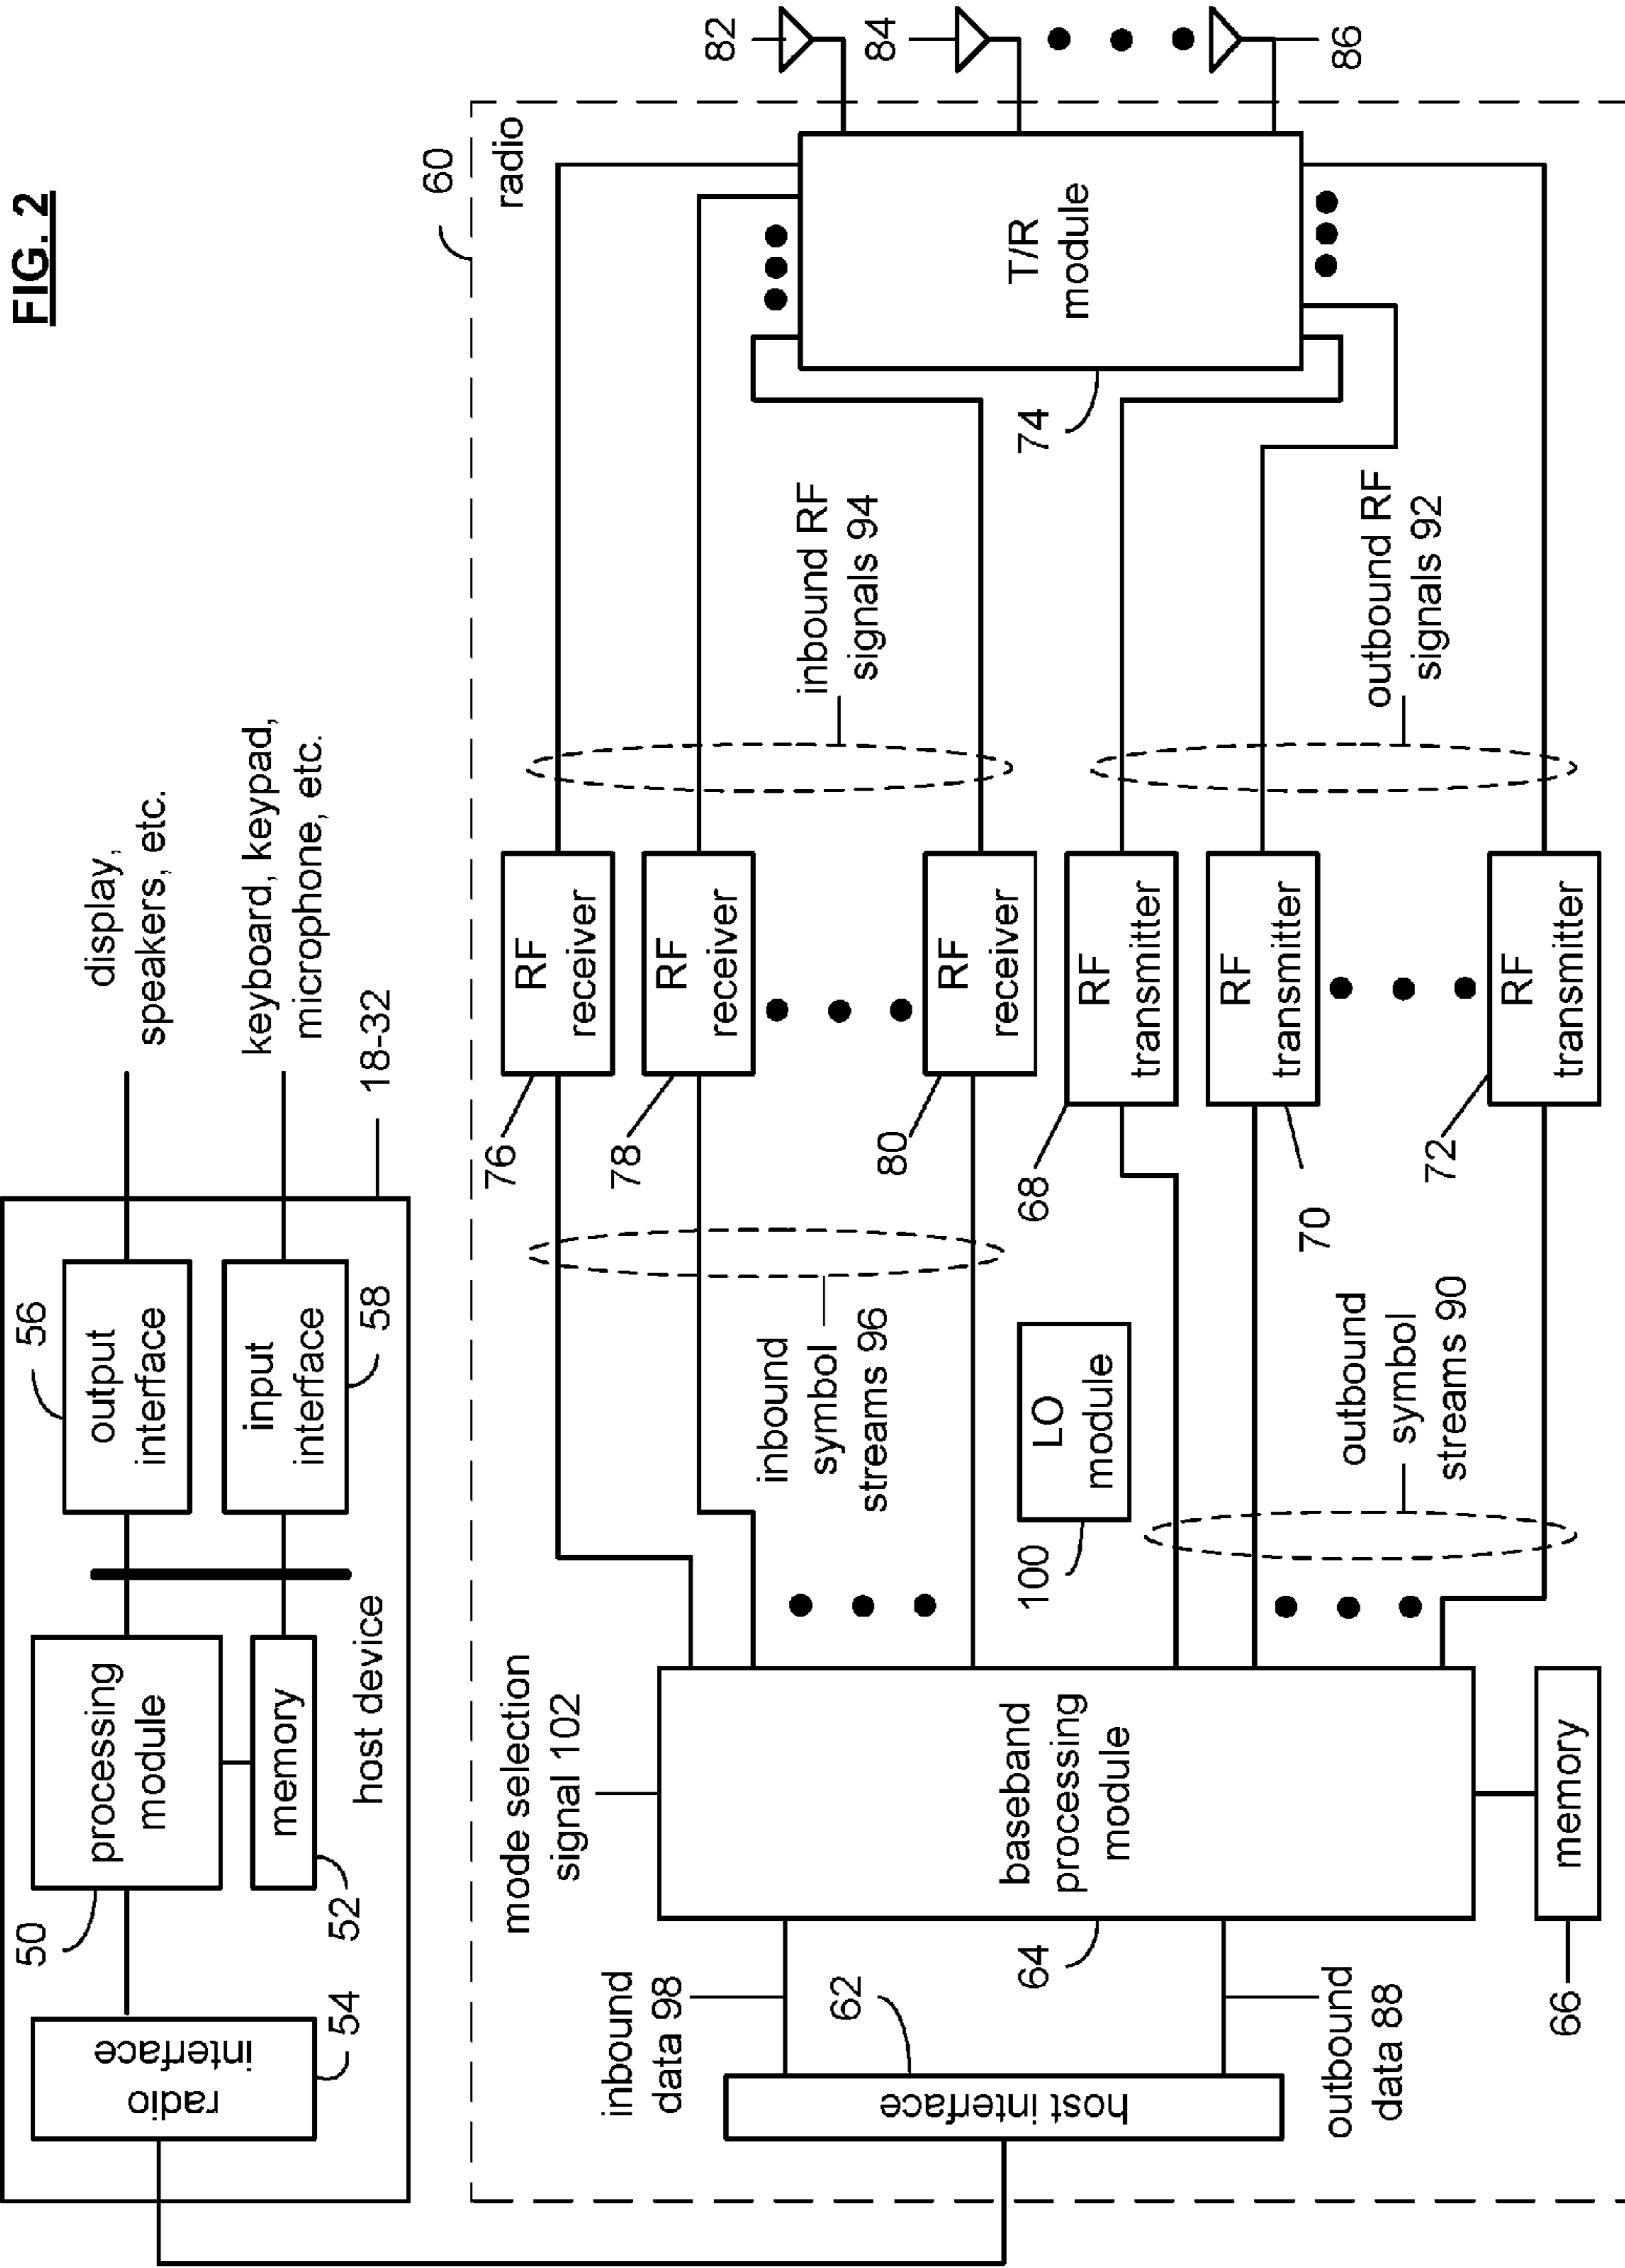 FIG. 2
50
processing
module
56
output
interface
display,
speakers, etc.
radio
interface
54
52
memory
input
interface
58
keyboard, keypad,
microphone, etc.
host device
18-32
60
radio
mode selection
signal 102
76
RF
receiver
78
RF
receiver
80
RF
receiver
inbound RF
signals 94
82
84
86
inbound
data 98
62
host interface
64
baseband
processing
module
inbound
symbol
streams 96
100
LO
module
68
RF
transmitter
70
RF
transmitter
72
RF
transmitter
74
T/R
module
outbound RF
signals 92
outbound
symbol
streams 90
outbound
data 88
66
memory